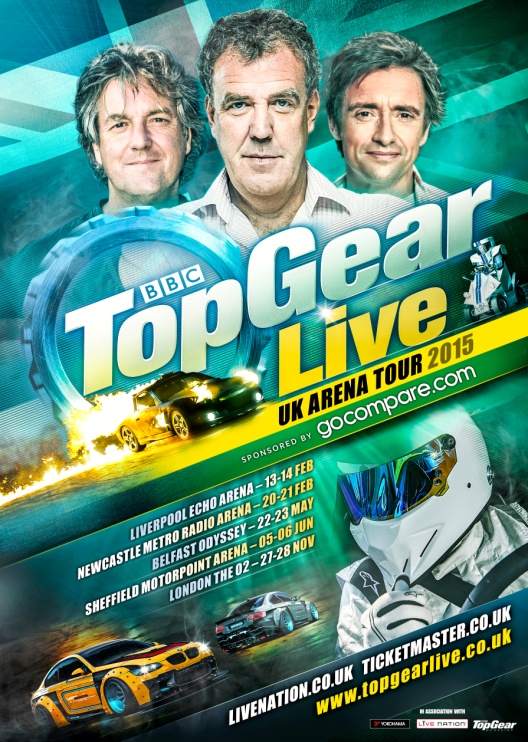 BBC
TopGear
Live
UK ARENA TOUR 2015
SPONSORED BY gocompare.com
LIVERPOOL ECHO ARENA – 13-14 FEB
NEWCASTLE METRO RADIO ARENA – 20-21 FEB
BELFAST ODYSSEY – 22-23 MAY
SHEFFIELD MOTORPOINT ARENA – 05-06 JUN
LONDON THE O2 – 27-28 NOV
LIVENATION.CO.UK TICKETMASTER.CO.UK
www.topgearlive.co.uk
IN ASSOCIATION WITH
YOKOHAMA
LIVE NATION
TopGear